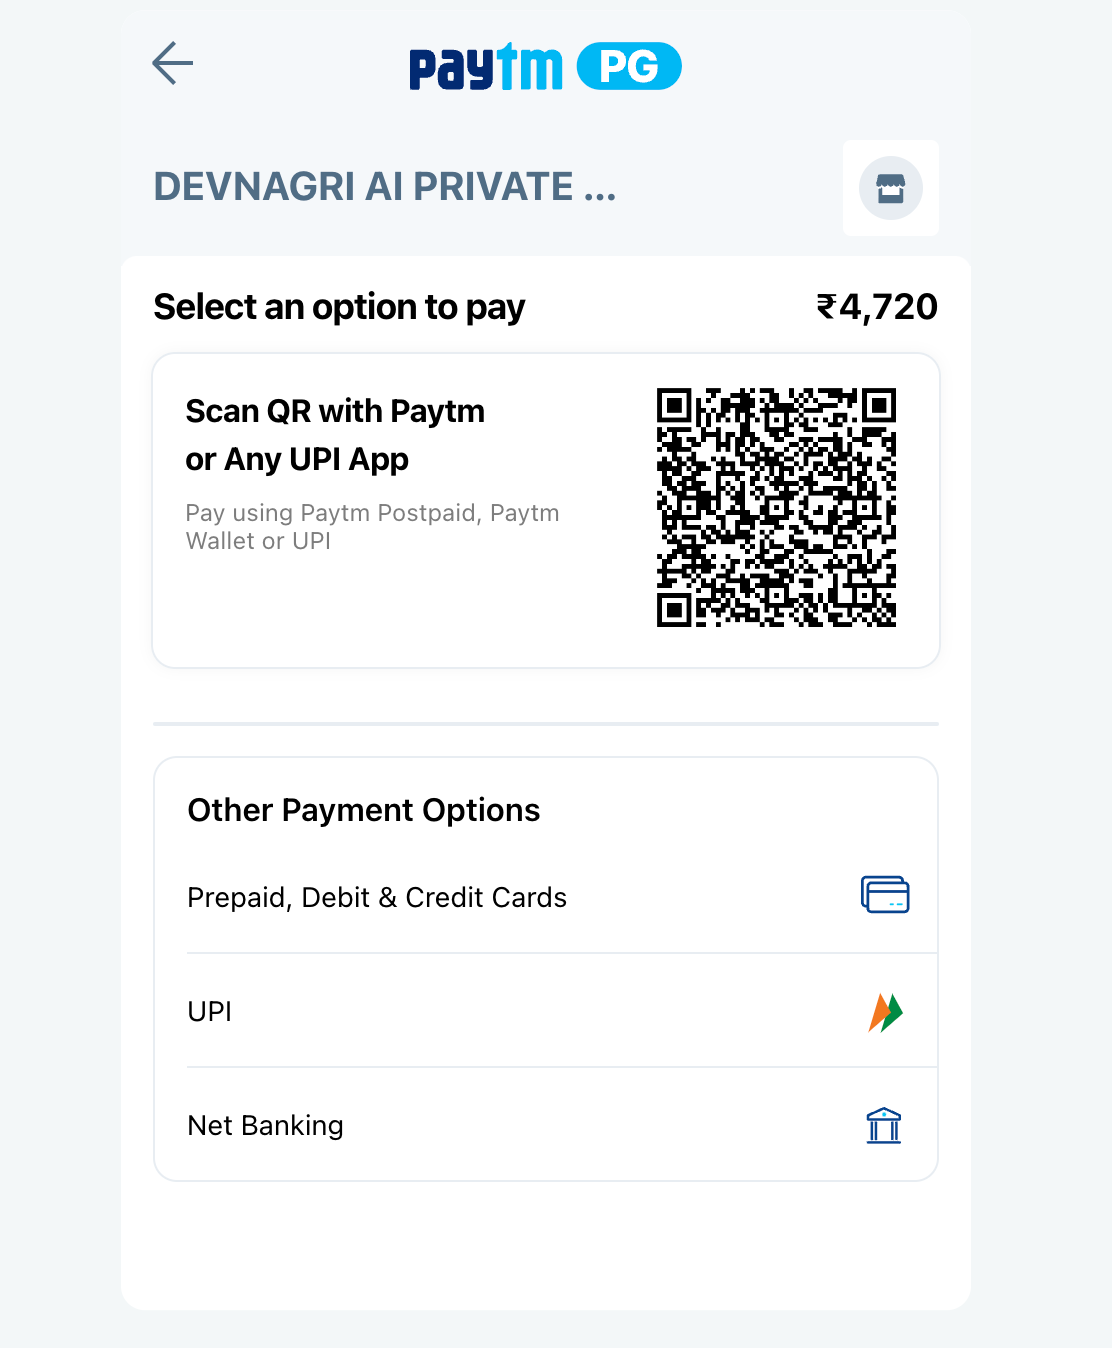 paytm PG
DEVNAGRI AI PRIVATE ...
Select an option to pay
₹4,720
Scan QR with Paytm
or Any UPI App
Pay using Paytm Postpaid, Paytm
Wallet or UPI
Other Payment Options
Prepaid, Debit & Credit Cards
UPI
Net Banking